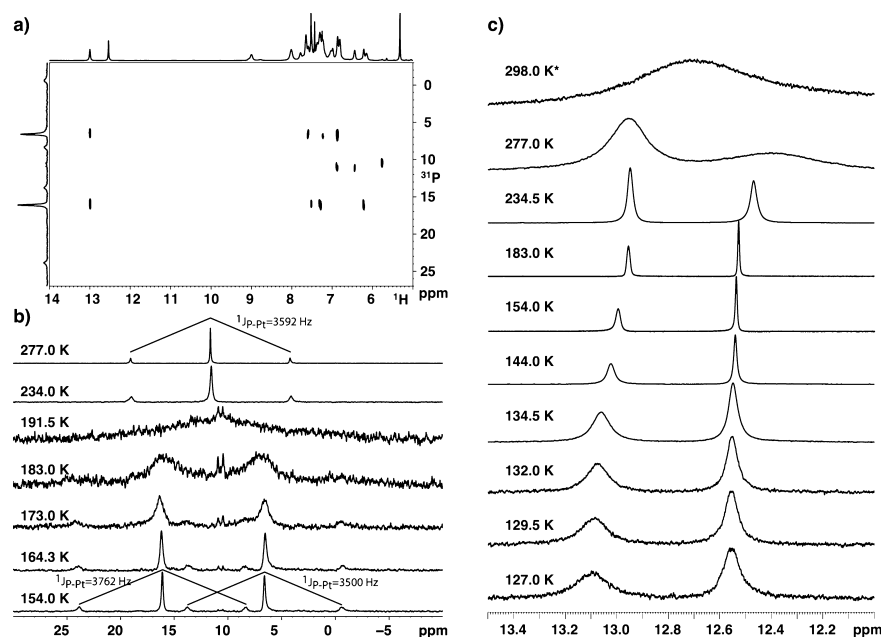 a)
0
5
10
31P
15
20
25
ppm
14 13 12 11 10 9 8 7 6 1H
b)
1JP-Pt=3592 Hz
277.0 K
234.0 K
191.5 K
183.0 K
173.0 K
164.3 K
1JP-Pt=3762 Hz
1JP-Pt=3500 Hz
154.0 K
25 20 15 10 5 0 −5 ppm
c)
298.0 K*
277.0 K
234.5 K
183.0 K
154.0 K
144.0 K
134.5 K
132.0 K
129.5 K
127.0 K
13.4 13.2 13.0 12.8 12.6 12.4 12.2 ppm